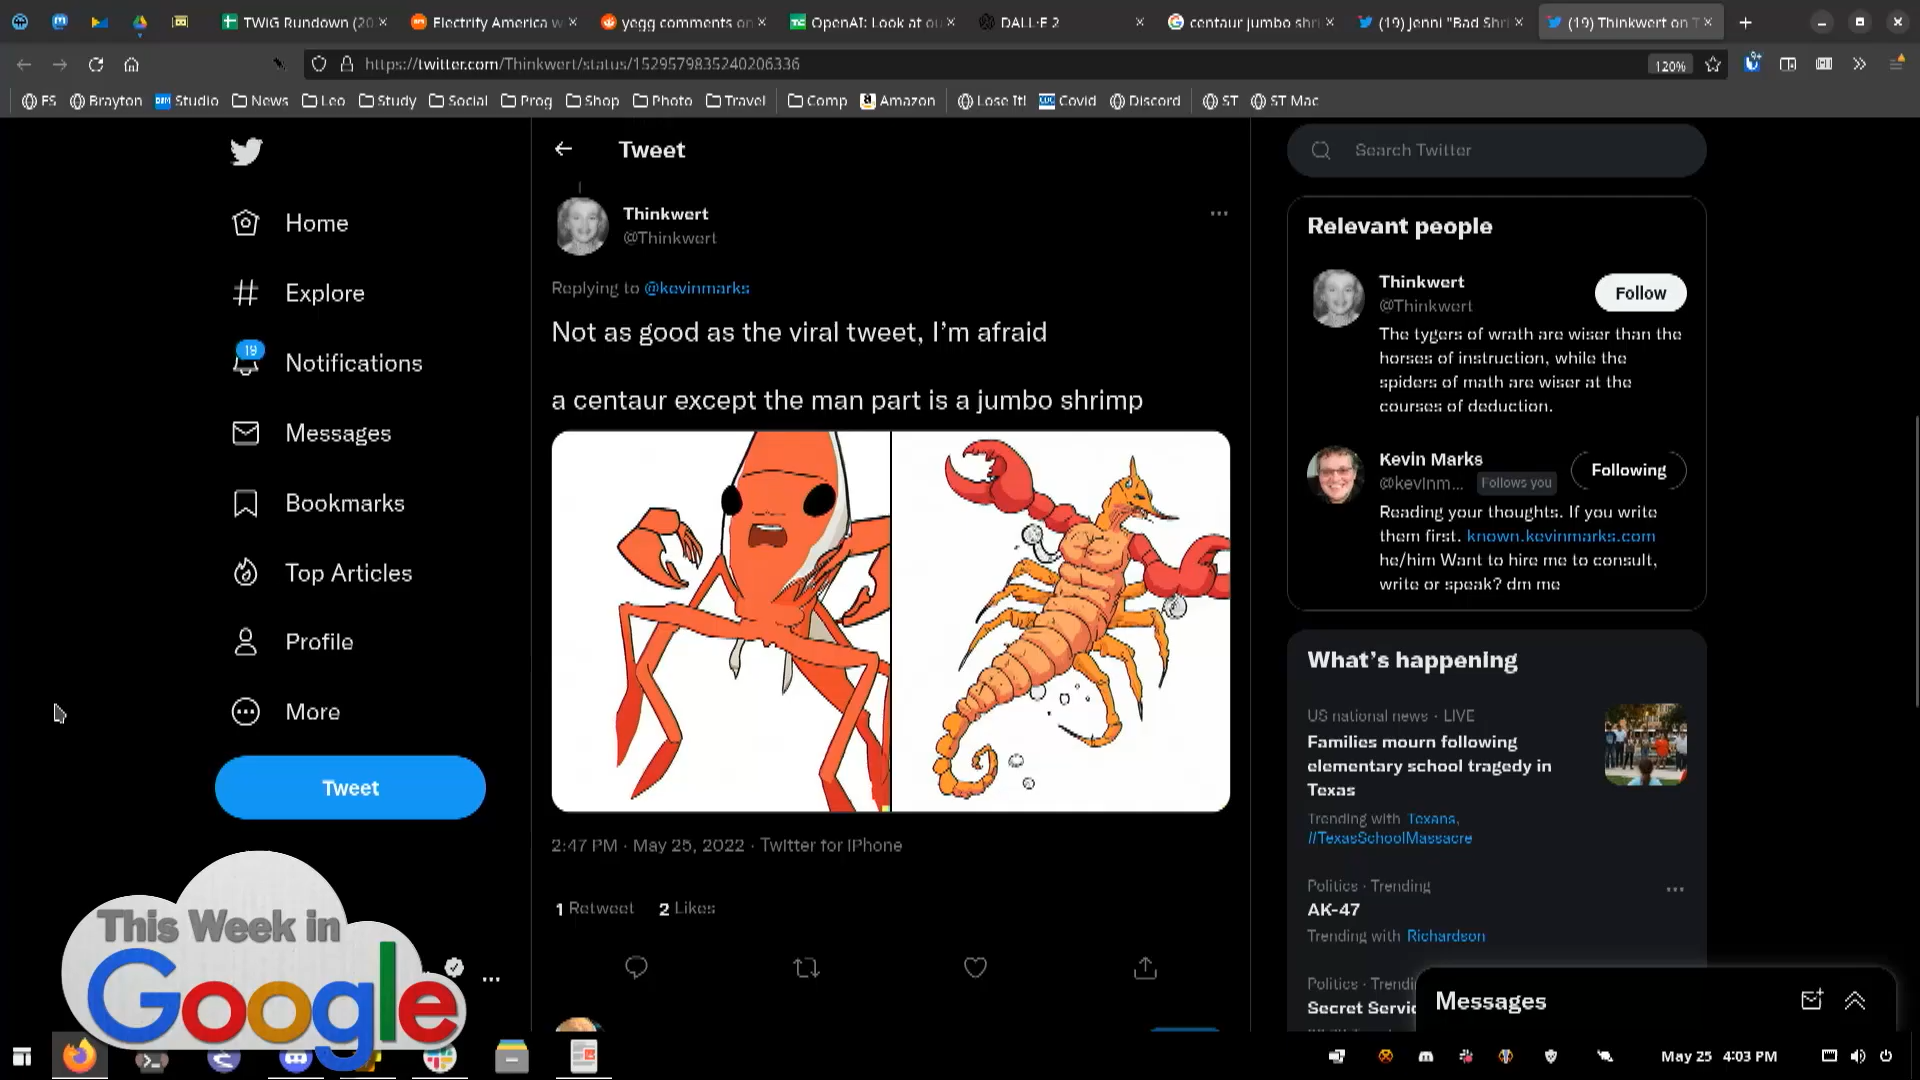 TWiG Rundown (20
Electrify America w
yegg comments on
OpenAI: Look at ou
DALL·E 2
centaur jumbo shri
(19) Jenni "Bad Shri
(19) Thinkwert on T
https://twitter.com/Thinkwert/status/1529579835240206336
120%
FS
Brayton
Studio
News
Leo
Study
Social
Prog
Shop
Photo
Travel
Comp
Amazon
Lose It!
Covid
Discord
ST
ST Mac
Home
Explore
19
Notifications
Messages
Bookmarks
Top Articles
Profile
More
Tweet
Tweet
Thinkwert
@Thinkwert
Replying to @kevinmarks
Not as good as the viral tweet, I'm afraid
a centaur except the man part is a jumbo shrimp
2:47 PM · May 25, 2022 · Twitter for iPhone
1 Retweet 2 Likes
Search Twitter
Relevant people
Thinkwert
@Thinkwert
Follow
The tygers of wrath are wiser than the
horses of instruction, while the
spiders of math are wiser at the
courses of deduction.
Kevin Marks
@kevinm... Follows you
Following
Reading your thoughts. If you write
them first. known.kevinmarks.com
he/him Want to hire me to consult,
write or speak? dm me
What's happening
US national news · LIVE
Families mourn following
elementary school tragedy in
Texas
Trending with Texans,
//TexasSchoolMassacre
Politics · Trending
AK-47
Trending with Richardson
Politics · Trendi
Secret Servic
Messages
This Week in
Google
May 25 4:03 PM